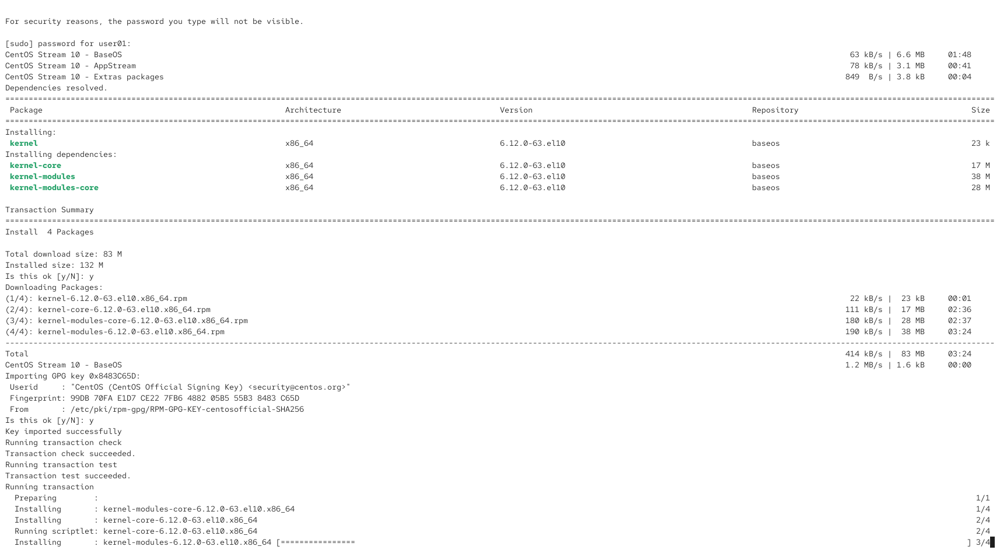 For security reasons, the password you type will not be visible.
[sudo] password for user01:
CentOS Stream 10 - BaseOS 63 kB/s | 6.6 MB 01:48
CentOS Stream 10 - AppStream 78 kB/s | 3.1 MB 00:41
CentOS Stream 10 - Extras packages 849  B/s | 3.8 kB 00:04
Dependencies resolved.
================================================================================
Package Architecture Version Repository Size
================================================================================
Installing:
kernel x86_64 6.12.0-63.el10 baseos 23 k
Installing dependencies:
kernel-core x86_64 6.12.0-63.el10 baseos 17 M
kernel-modules x86_64 6.12.0-63.el10 baseos 38 M
kernel-modules-core x86_64 6.12.0-63.el10 baseos 28 M
Transaction Summary
================================================================================
Install  4 Packages
Total download size: 83 M
Installed size: 132 M
Is this ok [y/N]: y
Downloading Packages:
(1/4): kernel-6.12.0-63.el10.x86_64.rpm 22 kB/s |  23 kB 00:01
(2/4): kernel-core-6.12.0-63.el10.x86_64.rpm 111 kB/s |  17 MB 02:36
(3/4): kernel-modules-core-6.12.0-63.el10.x86_64.rpm 180 kB/s |  28 MB 02:37
(4/4): kernel-modules-6.12.0-63.el10.x86_64.rpm 190 kB/s |  38 MB 03:24
--------------------------------------------------------------------------------
Total 414 kB/s |  83 MB 03:24
CentOS Stream 10 - BaseOS 1.2 MB/s | 1.6 kB 00:00
Importing GPG key 0x8483C65D:
Userid     : "CentOS (CentOS Official Signing Key) <security@centos.org>"
Fingerprint: 99DB 70FA E1D7 CE22 7FB6 4882 05B5 55B3 8483 C65D
From       : /etc/pki/rpm-gpg/RPM-GPG-KEY-centosofficial-SHA256
Is this ok [y/N]: y
Key imported successfully
Running transaction check
Transaction check succeeded.
Running transaction test
Transaction test succeeded.
Running transaction
Preparing        : 1/1
Installing       : kernel-modules-core-6.12.0-63.el10.x86_64 1/4
Installing       : kernel-core-6.12.0-63.el10.x86_64 2/4
Running scriptlet: kernel-core-6.12.0-63.el10.x86_64 2/4
Installing       : kernel-modules-6.12.0-63.el10.x86_64 [================ ] 3/4